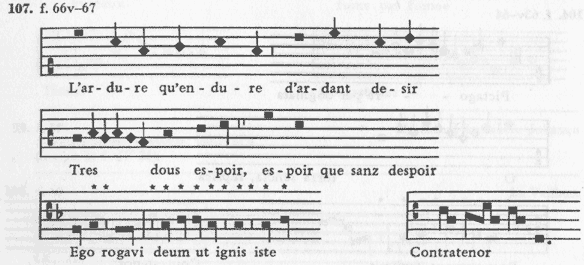 107. f. 66v–67
L'ar- du- re qu'en - du - re d'ar- dant de- sir
Tres dous es- poir, es- poir que sanz despoir
Ego rogavi deum ut ignis iste
Contratenor